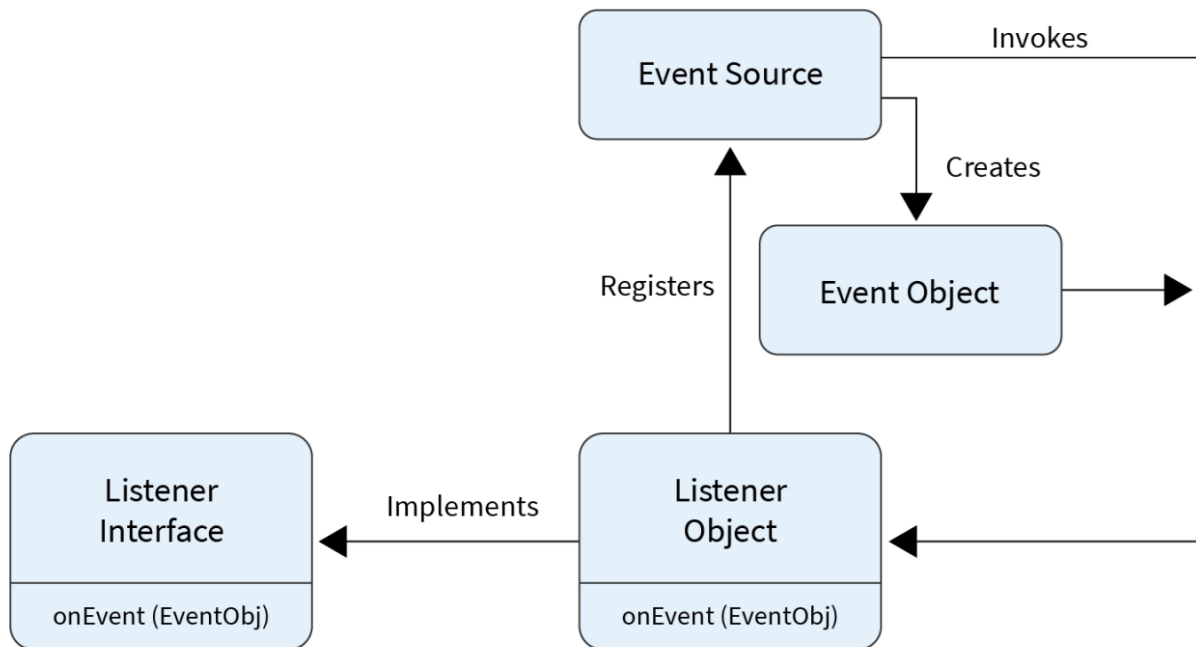 Invokes
Event Source
Creates
Registers
Event Object
Listener
Interface
onEvent (EventObj)
Implements
Listener
Object
onEvent (EventObj)